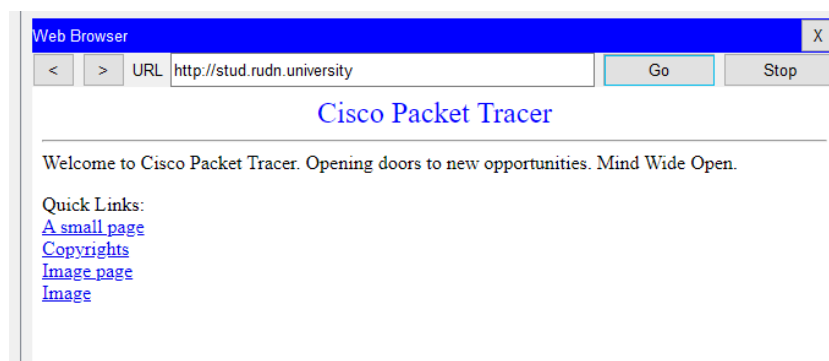 Web Browser X
< > URL http://stud.rudn.university Go Stop
Cisco Packet Tracer
Welcome to Cisco Packet Tracer. Opening doors to new opportunities. Mind Wide Open.
Quick Links:
A small page
Copyrights
Image page
Image